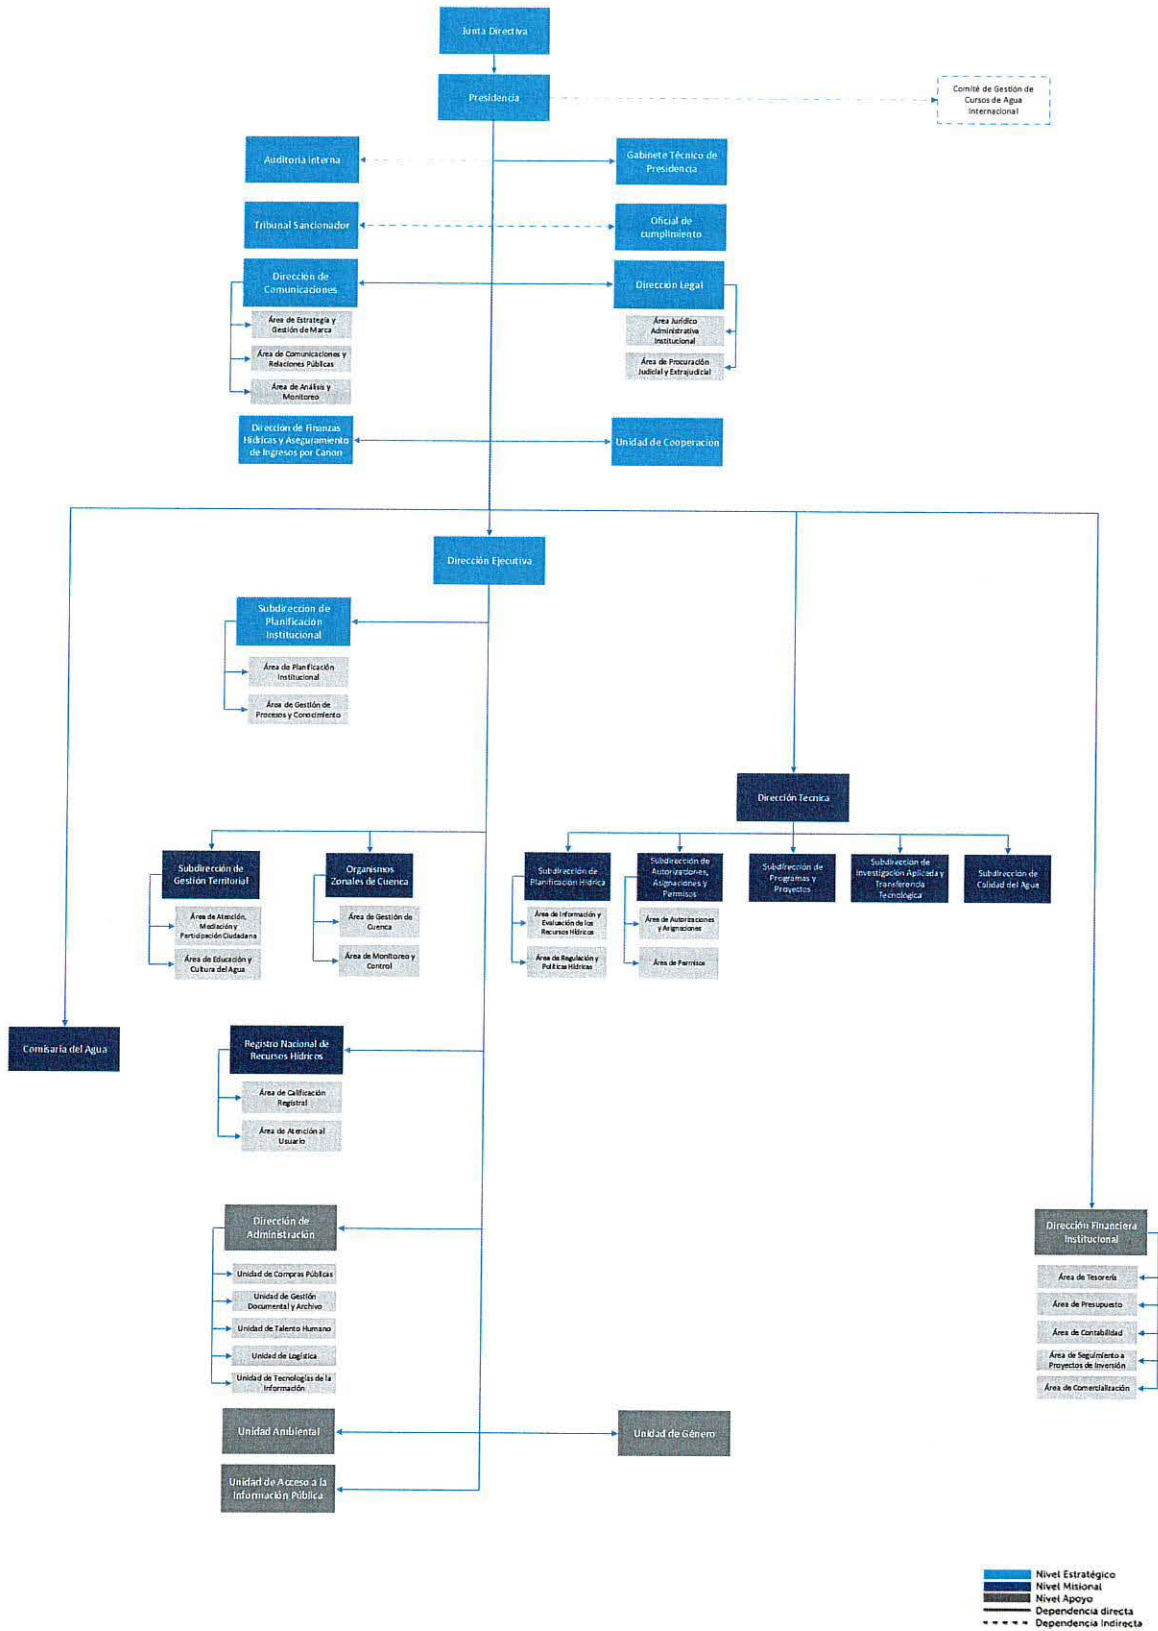 Junta Directiva
Presidencia
Comité de Gestión de
Cursos de Agua
Internacional
Auditoria Interna
Gabinete Técnico de
Presidencia
Tribunal Sancionador
Oficial de
cumplimiento
Dirección de
Comunicaciones
Dirección Legal
Área de Estrategia y
Gestión de Marca
Área Jurídico
Administrativa
Institucional
Área de Comunicaciones y
Relaciones Públicas
Área de Procuración
Judicial y Extrajudicial
Área de Análisis y
Monitoreo
Dirección de Finanzas
Hídricas y Aseguramiento
de Ingresos por Canon
Unidad de Cooperación
Dirección Ejecutiva
Subdirección de
Planificación
Institucional
Área de Planificación
Institucional
Área de Gestión de
Procesos y Conocimiento
Dirección Tecnica
Subdirección de
Gestión Territorial
Organismos
Zonales de Cuenca
Subdirección de
Planificación Hídrica
Subdirección de
Autorizaciones,
Asignaciones y
Permisos
Subdirección de
Programas y
Proyectos
Subdirección de
Investigación Aplicada y
Transferencia
Tecnológica
Subdirección de
Calidad del Agua
Área de Atención,
Mediación y
Participación Ciudadana
Área de Gestión de
Cuenca
Área de Información y
Evaluación de los
Recursos Hídricos
Área de Autorizaciones
y Asignaciones
Área de Educación y
Cultura del Agua
Área de Monitoreo y
Control
Área de Regulación y
Políticas Hídricas
Área de Permisos
Comisaria del Agua
Registro Nacional de
Recursos Hídricos
Área de Calificación
Registral
Área de Atención al
Usuario
Dirección de
Administración
Dirección Financiera
Institucional
Unidad de Compras Públicas
Unidad de Gestión
Documental y Archivo
Unidad de Talento Humano
Unidad de Logística
Unidad de Tecnologías de la
Información
Área de Tesorería
Área de Presupuesto
Área de Contabilidad
Área de Seguimiento a
Proyectos de Inversión
Área de Comercialización
Unidad Ambiental
Unidad de Género
Unidad de Acceso a la
Información Pública
Nivel Estratégico
Nivel Misional
Nivel Apoyo
Dependencia directa
Dependencia Indirecta